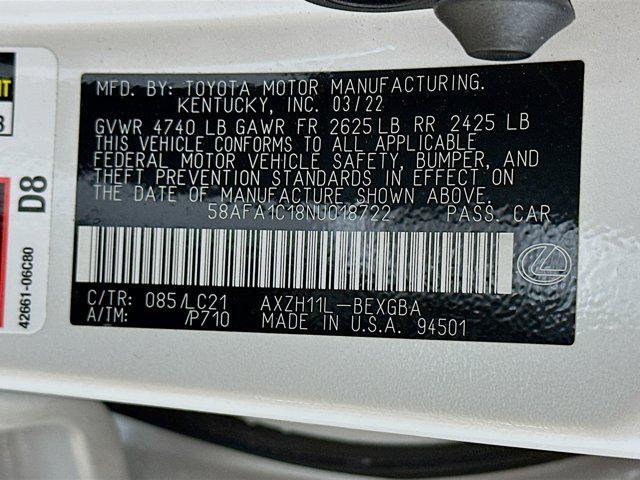 MFD. BY: TOYOTA MOTOR MANUFACTURING.
KENTUCKY, INC. 03/22
GVWR 4740 LB GAWR FR 2625 LB RR 2425 LB
THIS VEHICLE CONFORMS TO ALL APPLICABLE
FEDERAL MOTOR VEHICLE SAFETY, BUMPER, AND
THEFT PREVENTION STANDARDS IN EFFECT ON
THE DATE OF MANUFACTURE SHOWN ABOVE.
58AFA1C18NU018722 PASS. CAR
C/TR: 085/LC21 AXZH11L-BEXGBA
A/TM: /P710 MADE IN U.S.A. 94501
D8
42661-06C80